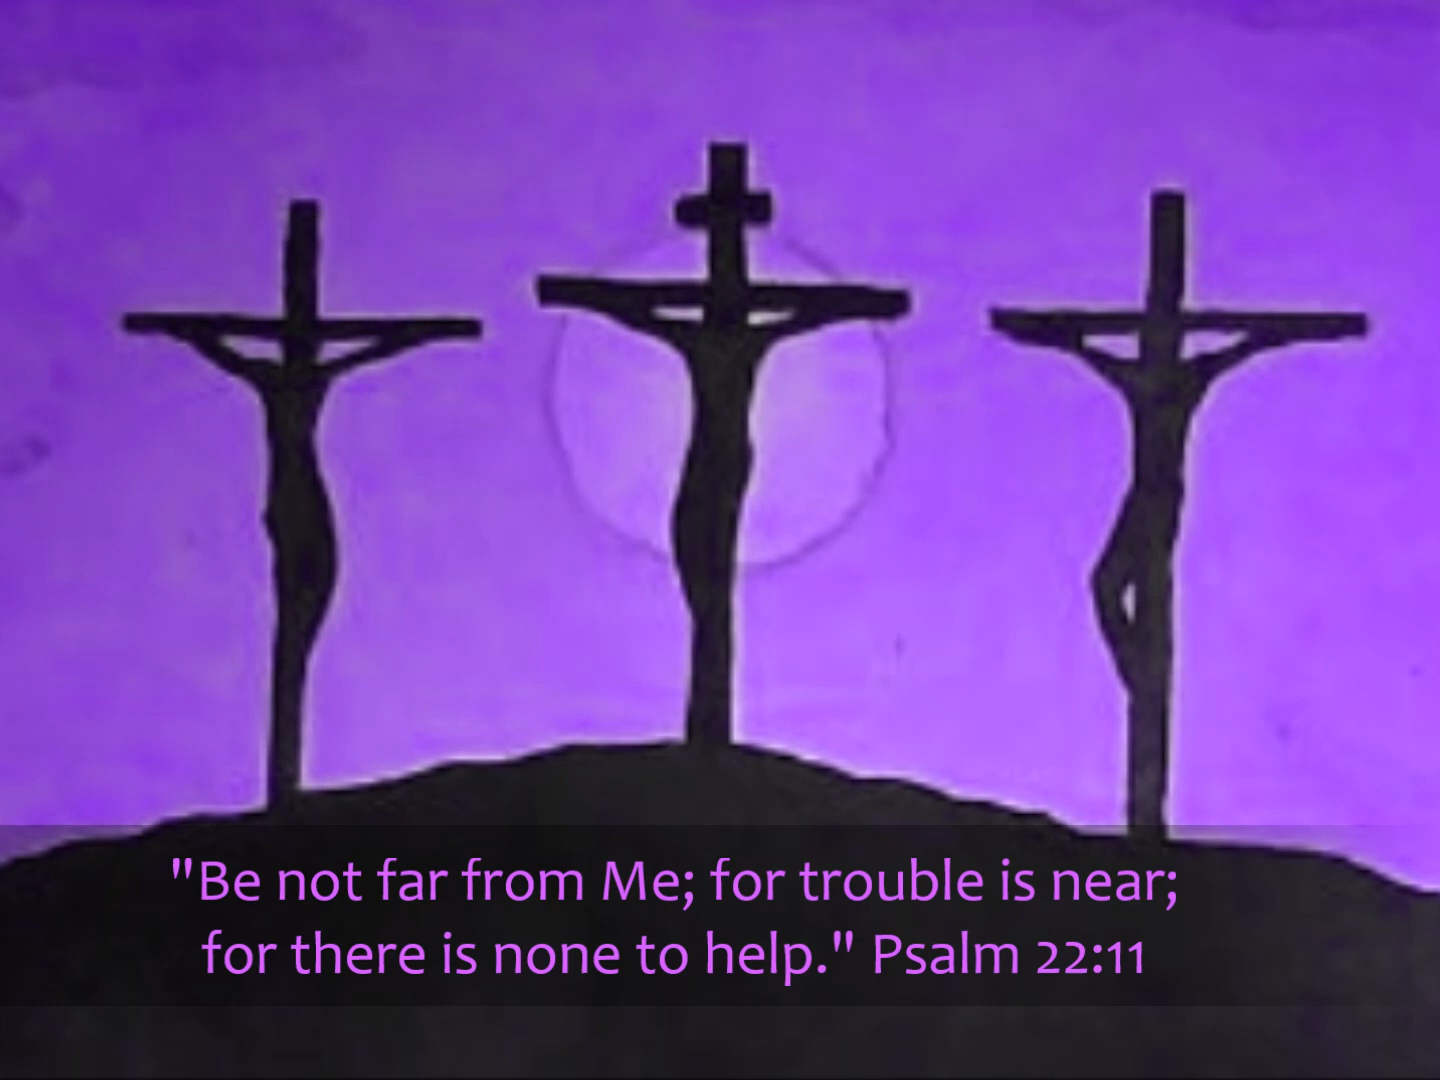 "Be not far from Me; for trouble is near;
for there is none to help." Psalm 22:11